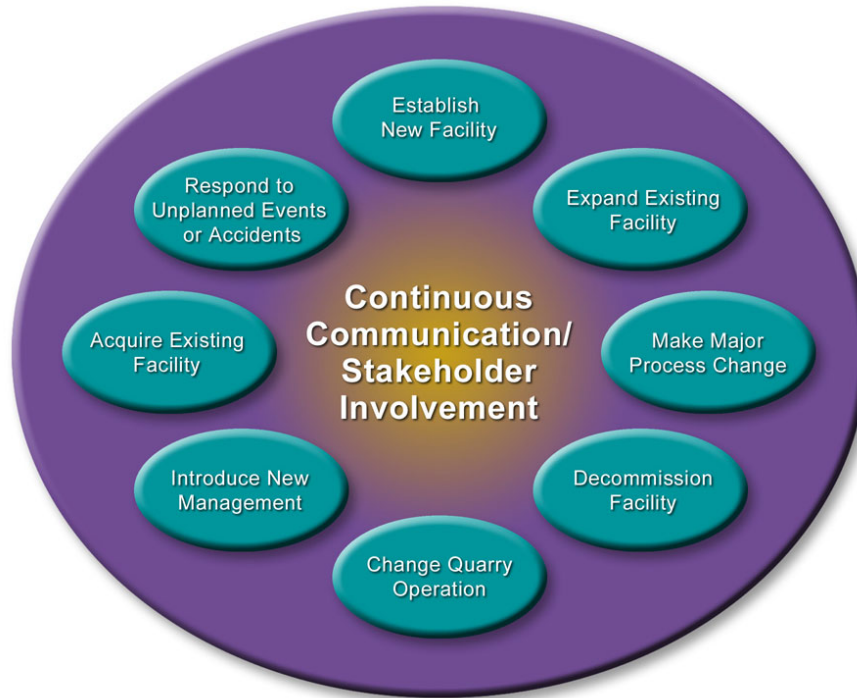 Establish
New Facility
Expand Existing
Facility
Make Major
Process Change
Decommission
Facility
Change Quarry
Operation
Introduce New
Management
Acquire Existing
Facility
Respond to
Unplanned Events
or Accidents
Continuous
Communication/
Stakeholder
Involvement